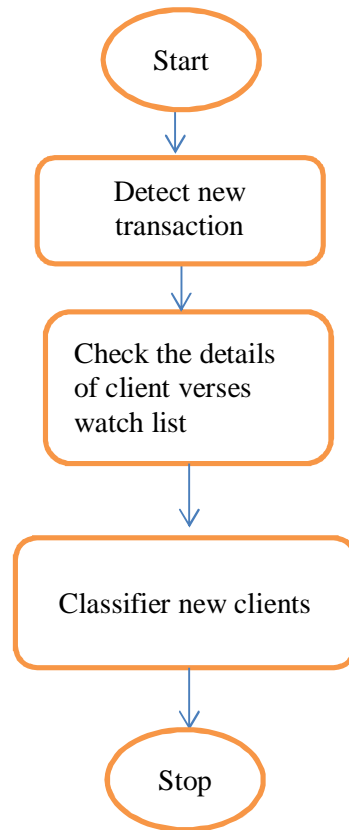 Start
Detect new
transaction
Check the details
of client verses
watch list
Classifier new clients
Stop